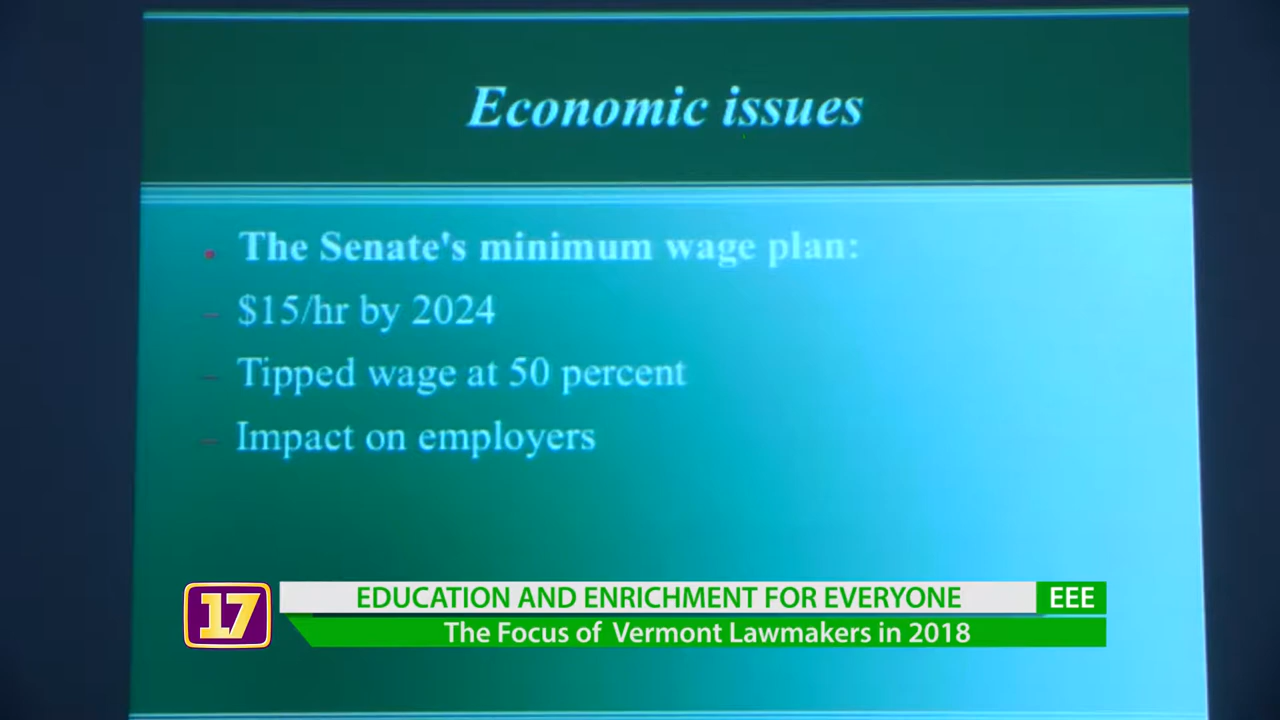 Economic issues
The Senate's minimum wage plan:
$15/hr by 2024
Tipped wage at 50 percent
Impact on employers
17
EDUCATION AND ENRICHMENT FOR EVERYONE
EEE
The Focus of Vermont Lawmakers in 2018